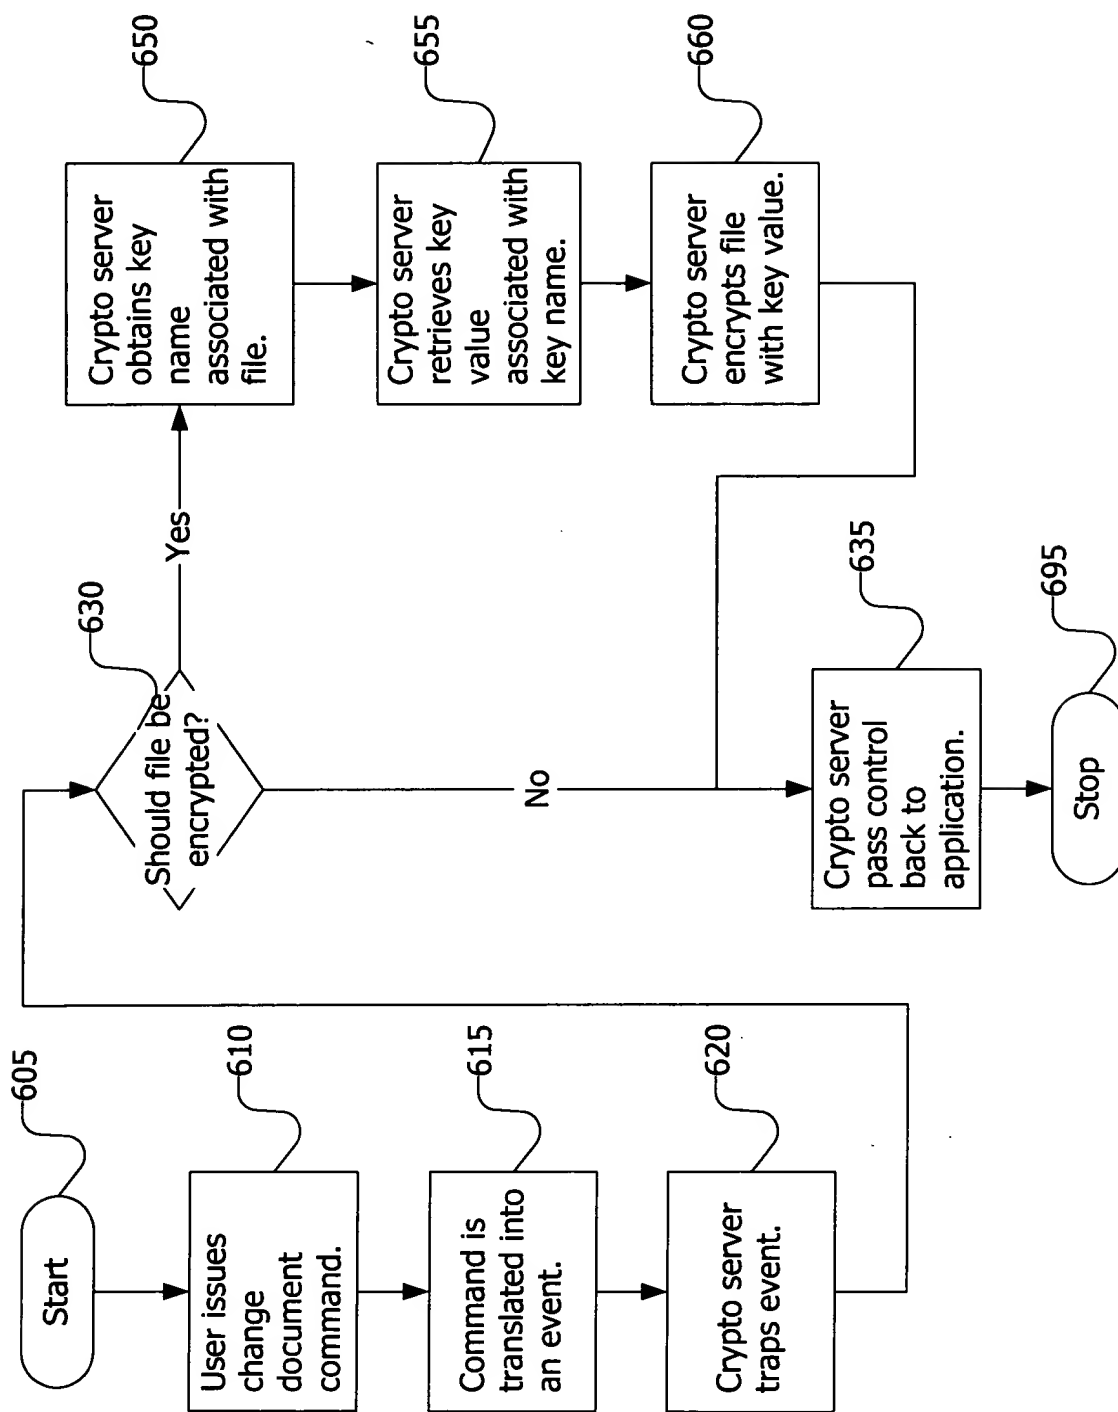 605
Start
610
User issues
change
document
command.
615
Command is
translated into
an event.
620
Crypto server
traps event.
630
Should file be
encrypted?
Yes
No
650
Crypto server
obtains key
name
associated with
file.
655
Crypto server
retrieves key
value
associated with
key name.
660
Crypto server
encrypts file
with key value.
635
Crypto server
pass control
back to
application.
695
Stop